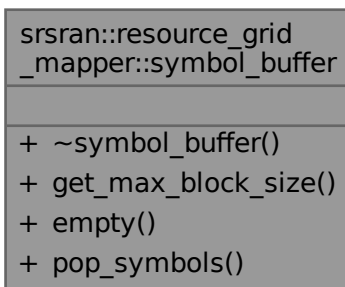 srsran::resource_grid
_mapper::symbol_buffer
+ ~symbol_buffer()
+ get_max_block_size()
+ empty()
+ pop_symbols()